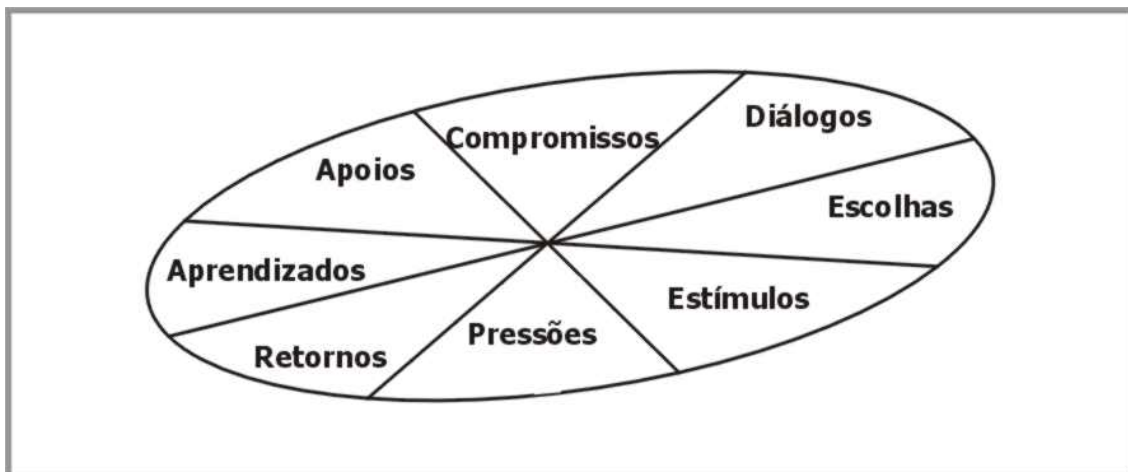 Diálogos
Compromissos
Apoios
Escolhas
Aprendizados
Estímulos
Pressões
Retornos